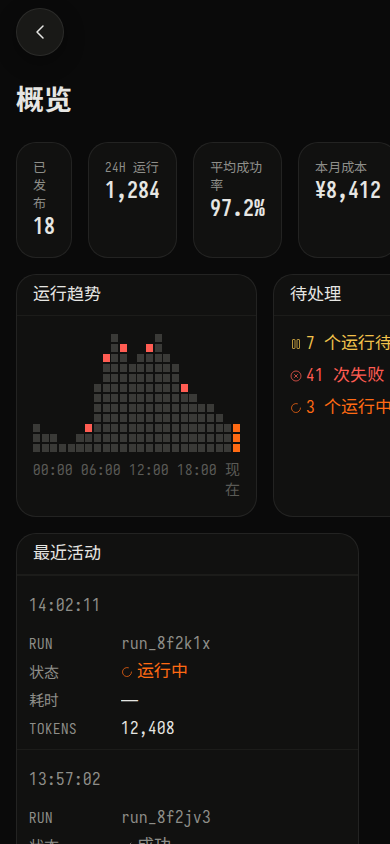 概览
已
发
布
18
24H 运行
1,284
平均成功
率
97.2%
本月成本
¥8,412
运行趋势
00:00 06:00 12:00 18:00 现
在
待处理
7 个运行待
41 次失败
3 个运行中
最近活动
14:02:11
RUN run_8f2k1x
状态 运行中
耗时 —
TOKENS 12,408
13:57:02
RUN run_8f2jv3
状态 成功